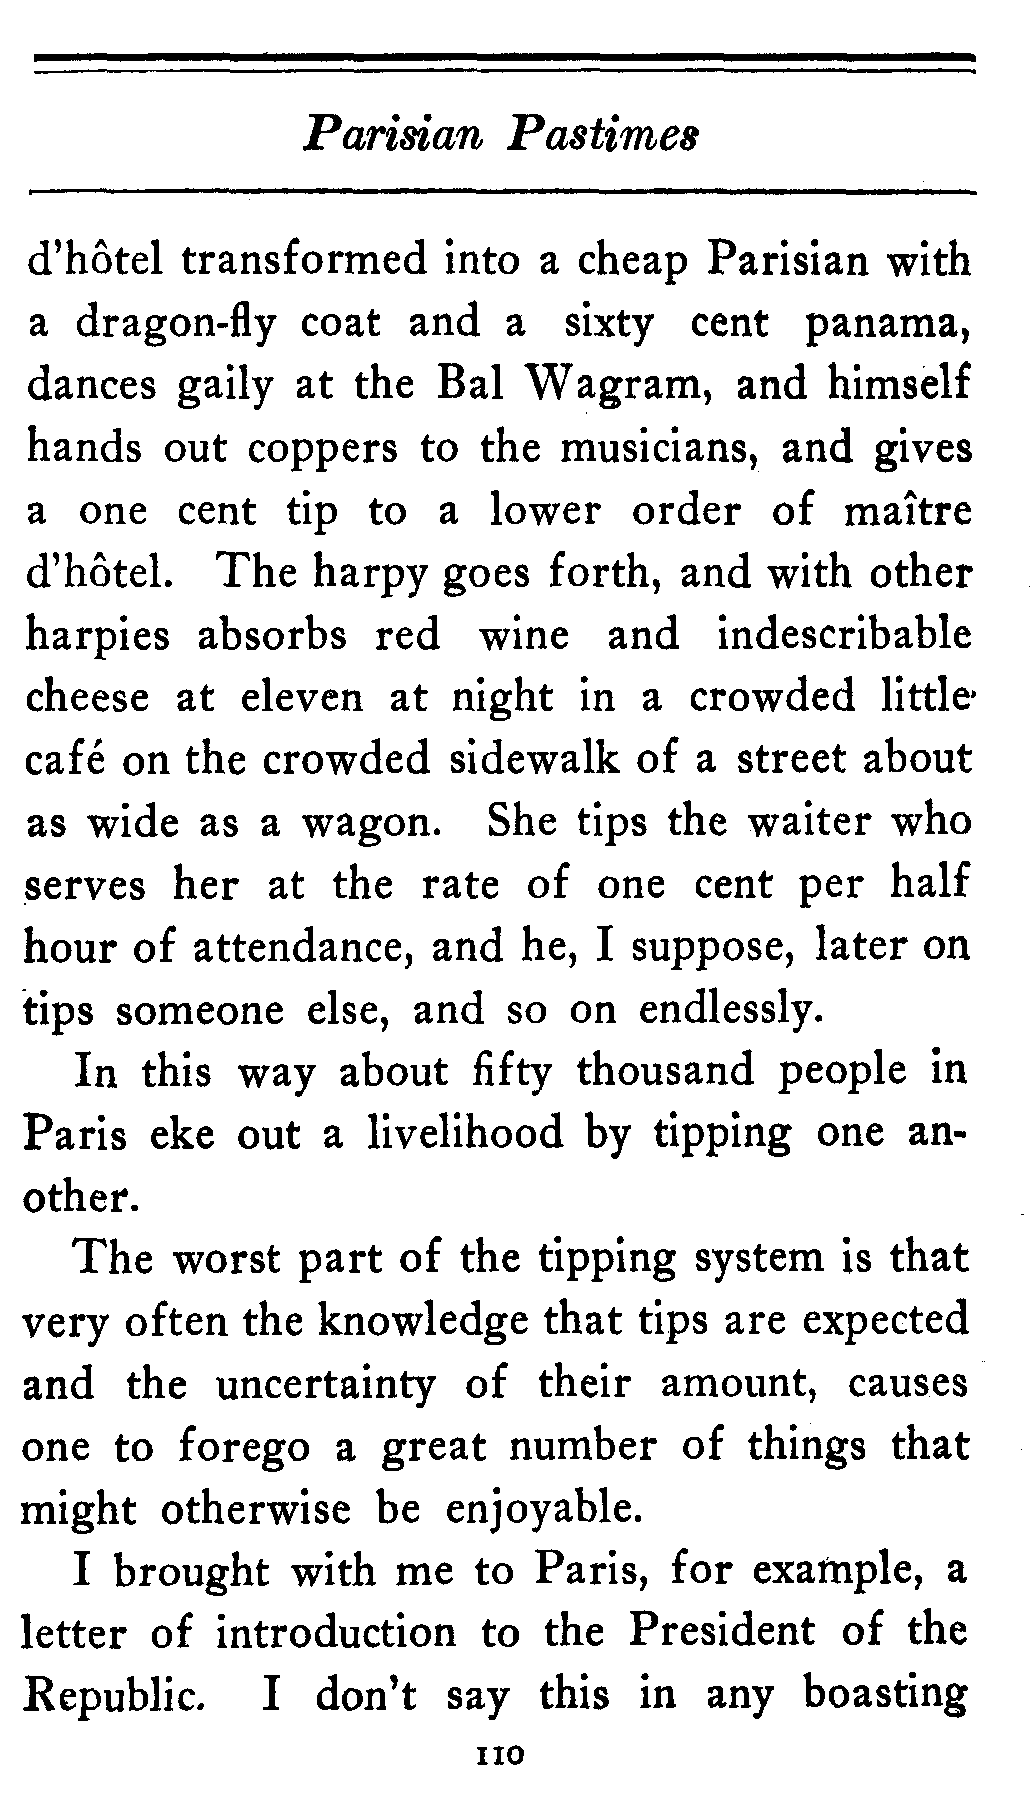 Parisian Pastimes
d'hôtel transformed into a cheap Parisian with
a dragon-fly coat and a sixty cent panama,
dances gaily at the Bal Wagram, and himself
hands out coppers to the musicians, and gives
a one cent tip to a lower order of maître
d'hôtel. The harpy goes forth, and with other
harpies absorbs red wine and indescribable
cheese at eleven at night in a crowded little
café on the crowded sidewalk of a street about
as wide as a wagon. She tips the waiter who
serves her at the rate of one cent per half
hour of attendance, and he, I suppose, later on
tips someone else, and so on endlessly.
In this way about fifty thousand people in
Paris eke out a livelihood by tipping one an-
other.
The worst part of the tipping system is that
very often the knowledge that tips are expected
and the uncertainty of their amount, causes
one to forego a great number of things that
might otherwise be enjoyable.
I brought with me to Paris, for example, a
letter of introduction to the President of the
Republic. I don't say this in any boasting
110